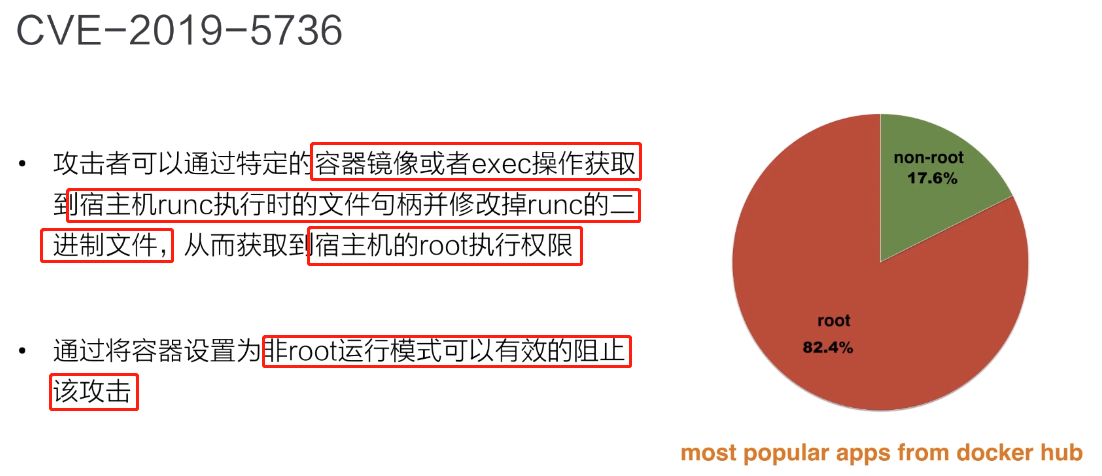 CVE-2019-5736
• 攻击者可以通过特定的容器镜像或者exec操作获取
到宿主机runc执行时的文件句柄并修改掉runc的二
进制文件，从而获取到宿主机的root执行权限
• 通过将容器设置为非root运行模式可以有效的阻止
该攻击
non-root
17.6%
root
82.4%
most popular apps from docker hub